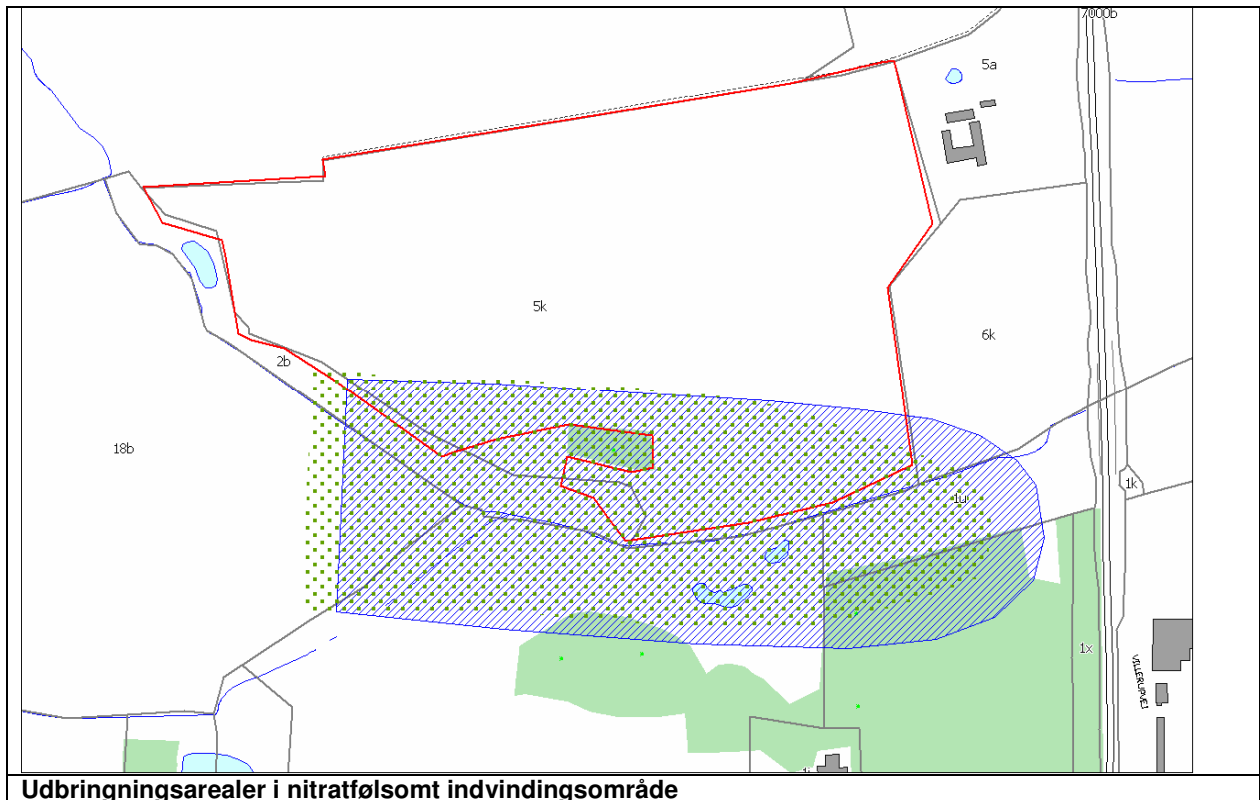 7000b
5a
5k
6k
2b
18b
1k
1u
1x
VILLERUPVEJ
Udbringningsarealer i nitratfølsomt indvindingsområde